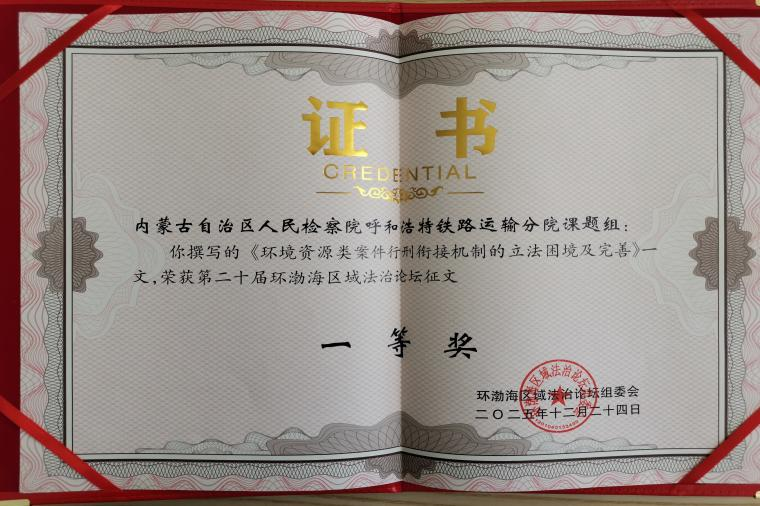 证 书
CREDENTIAL
内蒙古自治区人民检察院呼和浩特铁路运输分院课题组：
你撰写的《环境资源类案件行刑衔接机制的立法困境及完善》一
文，荣获第二十届环渤海区域法治论坛征文
一 等 奖
环渤海区域法治论坛组委会
二〇二五年十二月二十四日